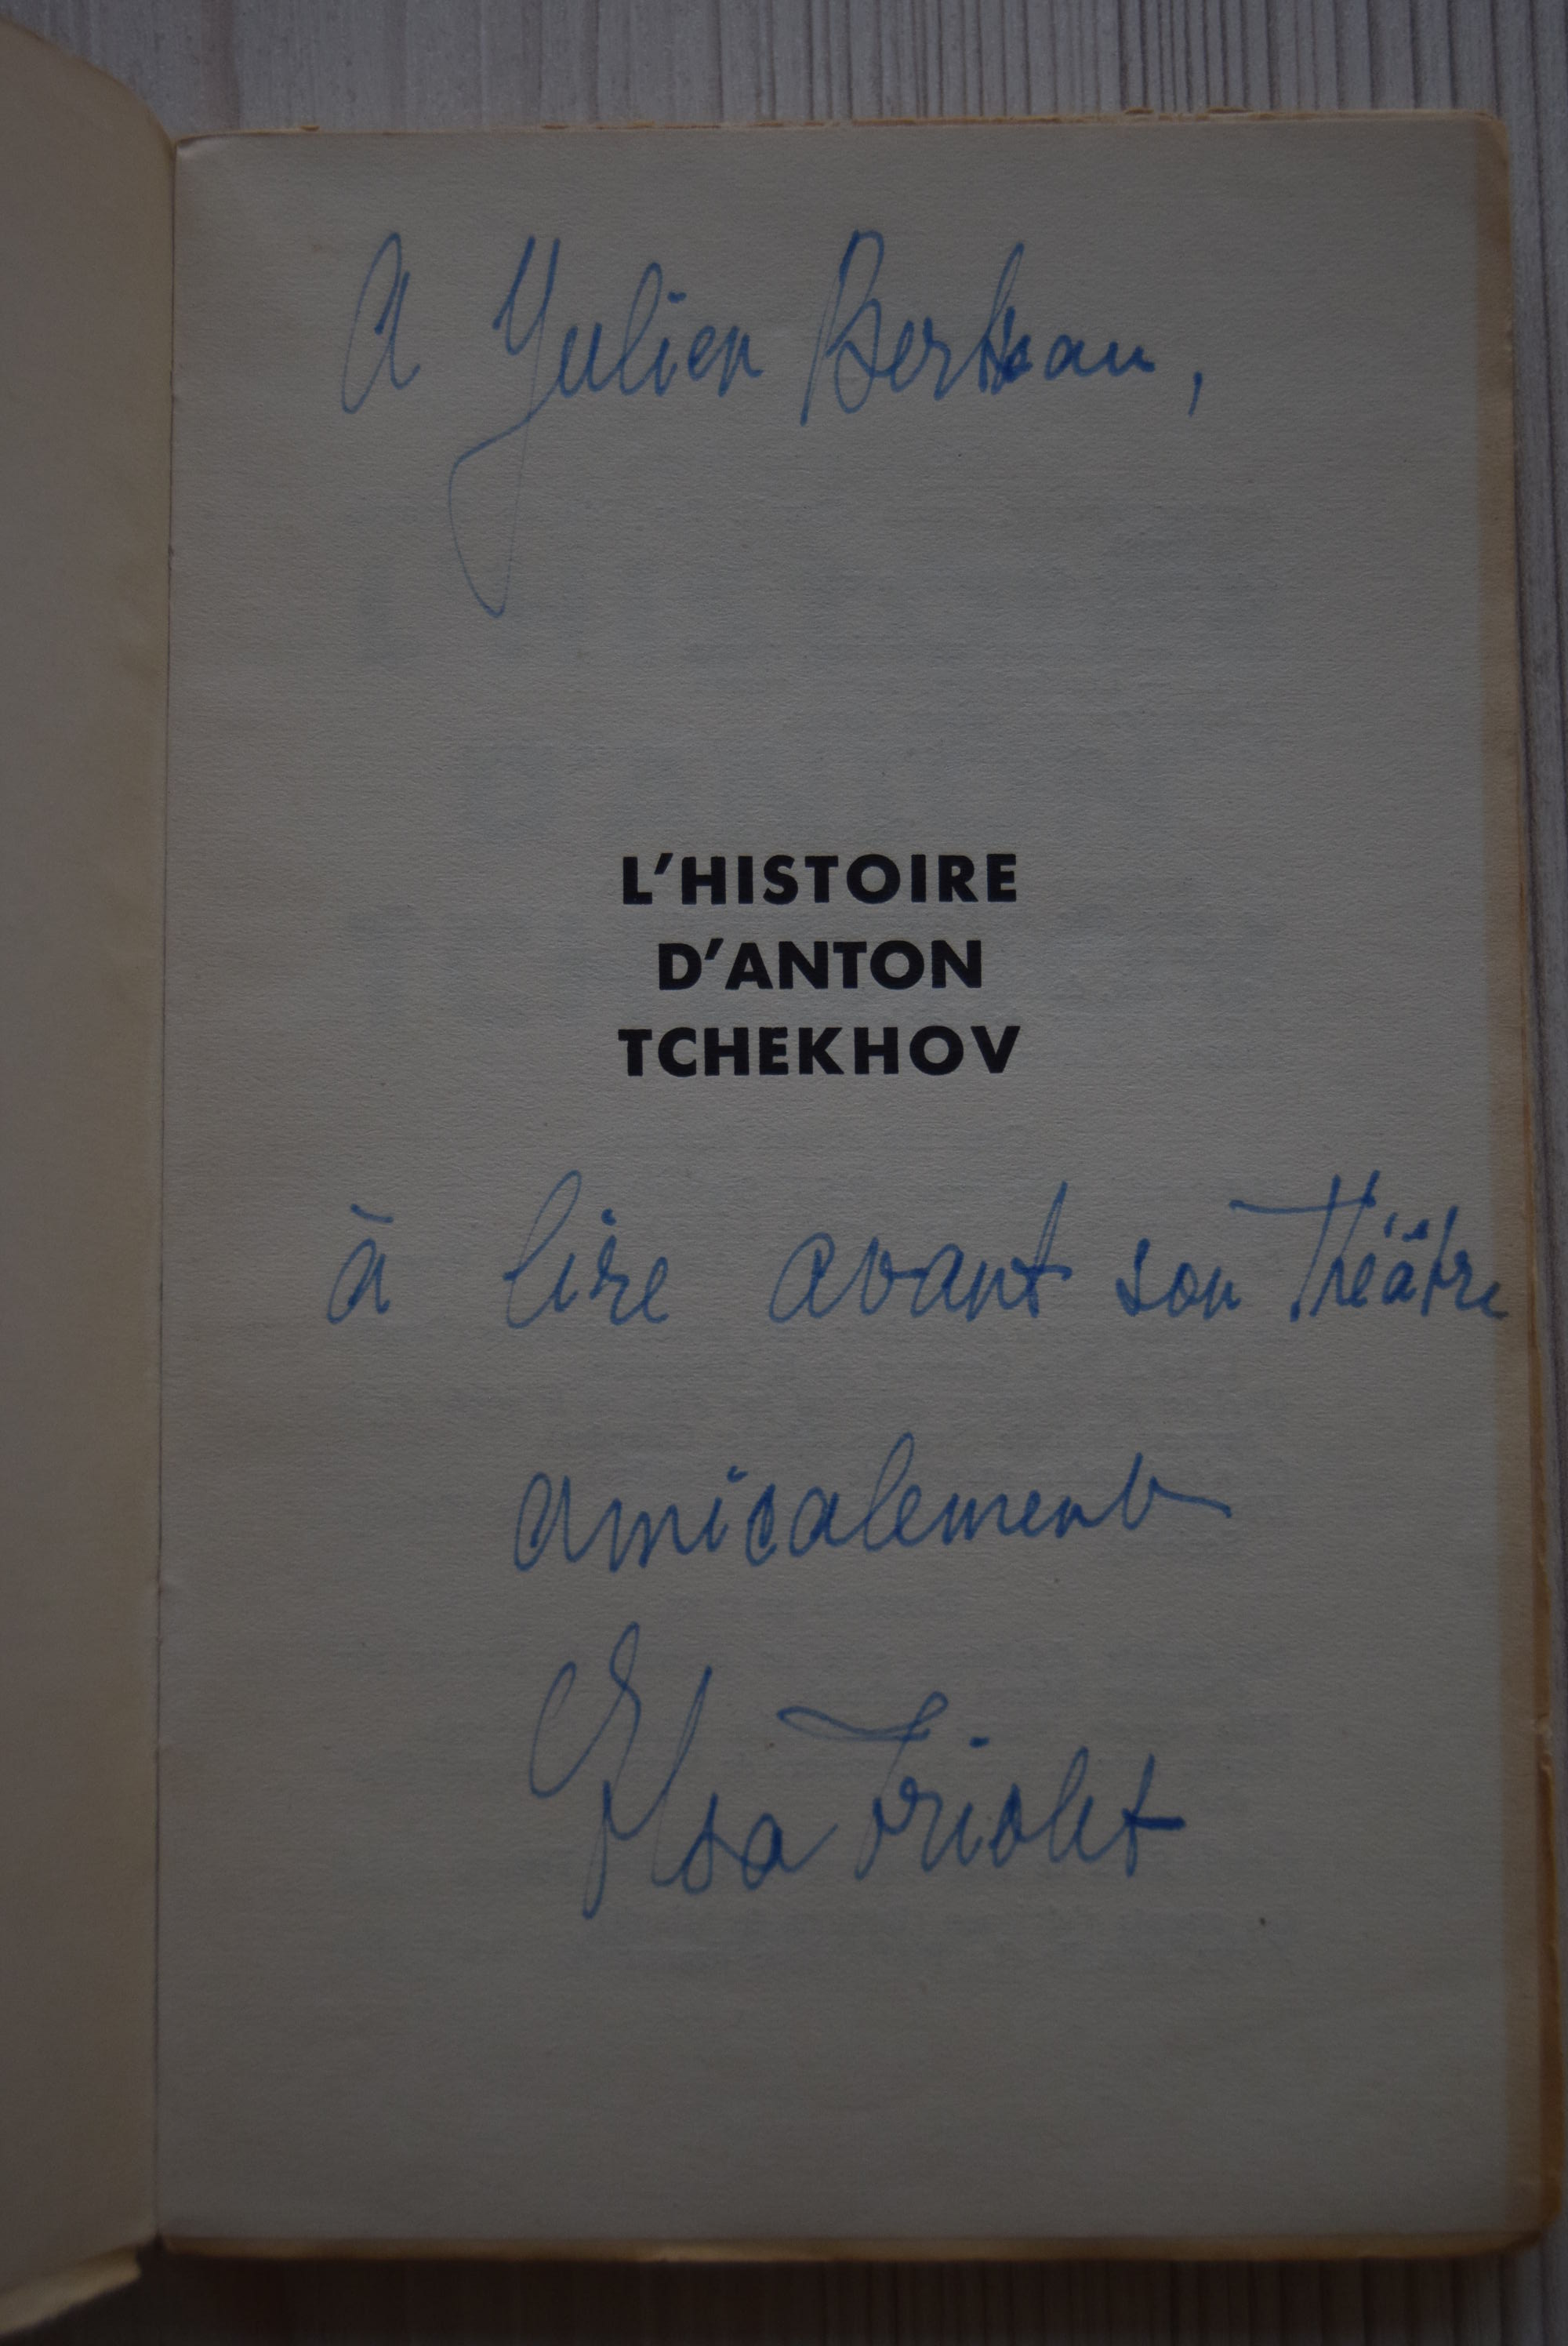 A Julien Bertheau,
L'HISTOIRE
D'ANTON
TCHEKHOV
à lire avant son Théâtre
amicalement
Elsa Triolet